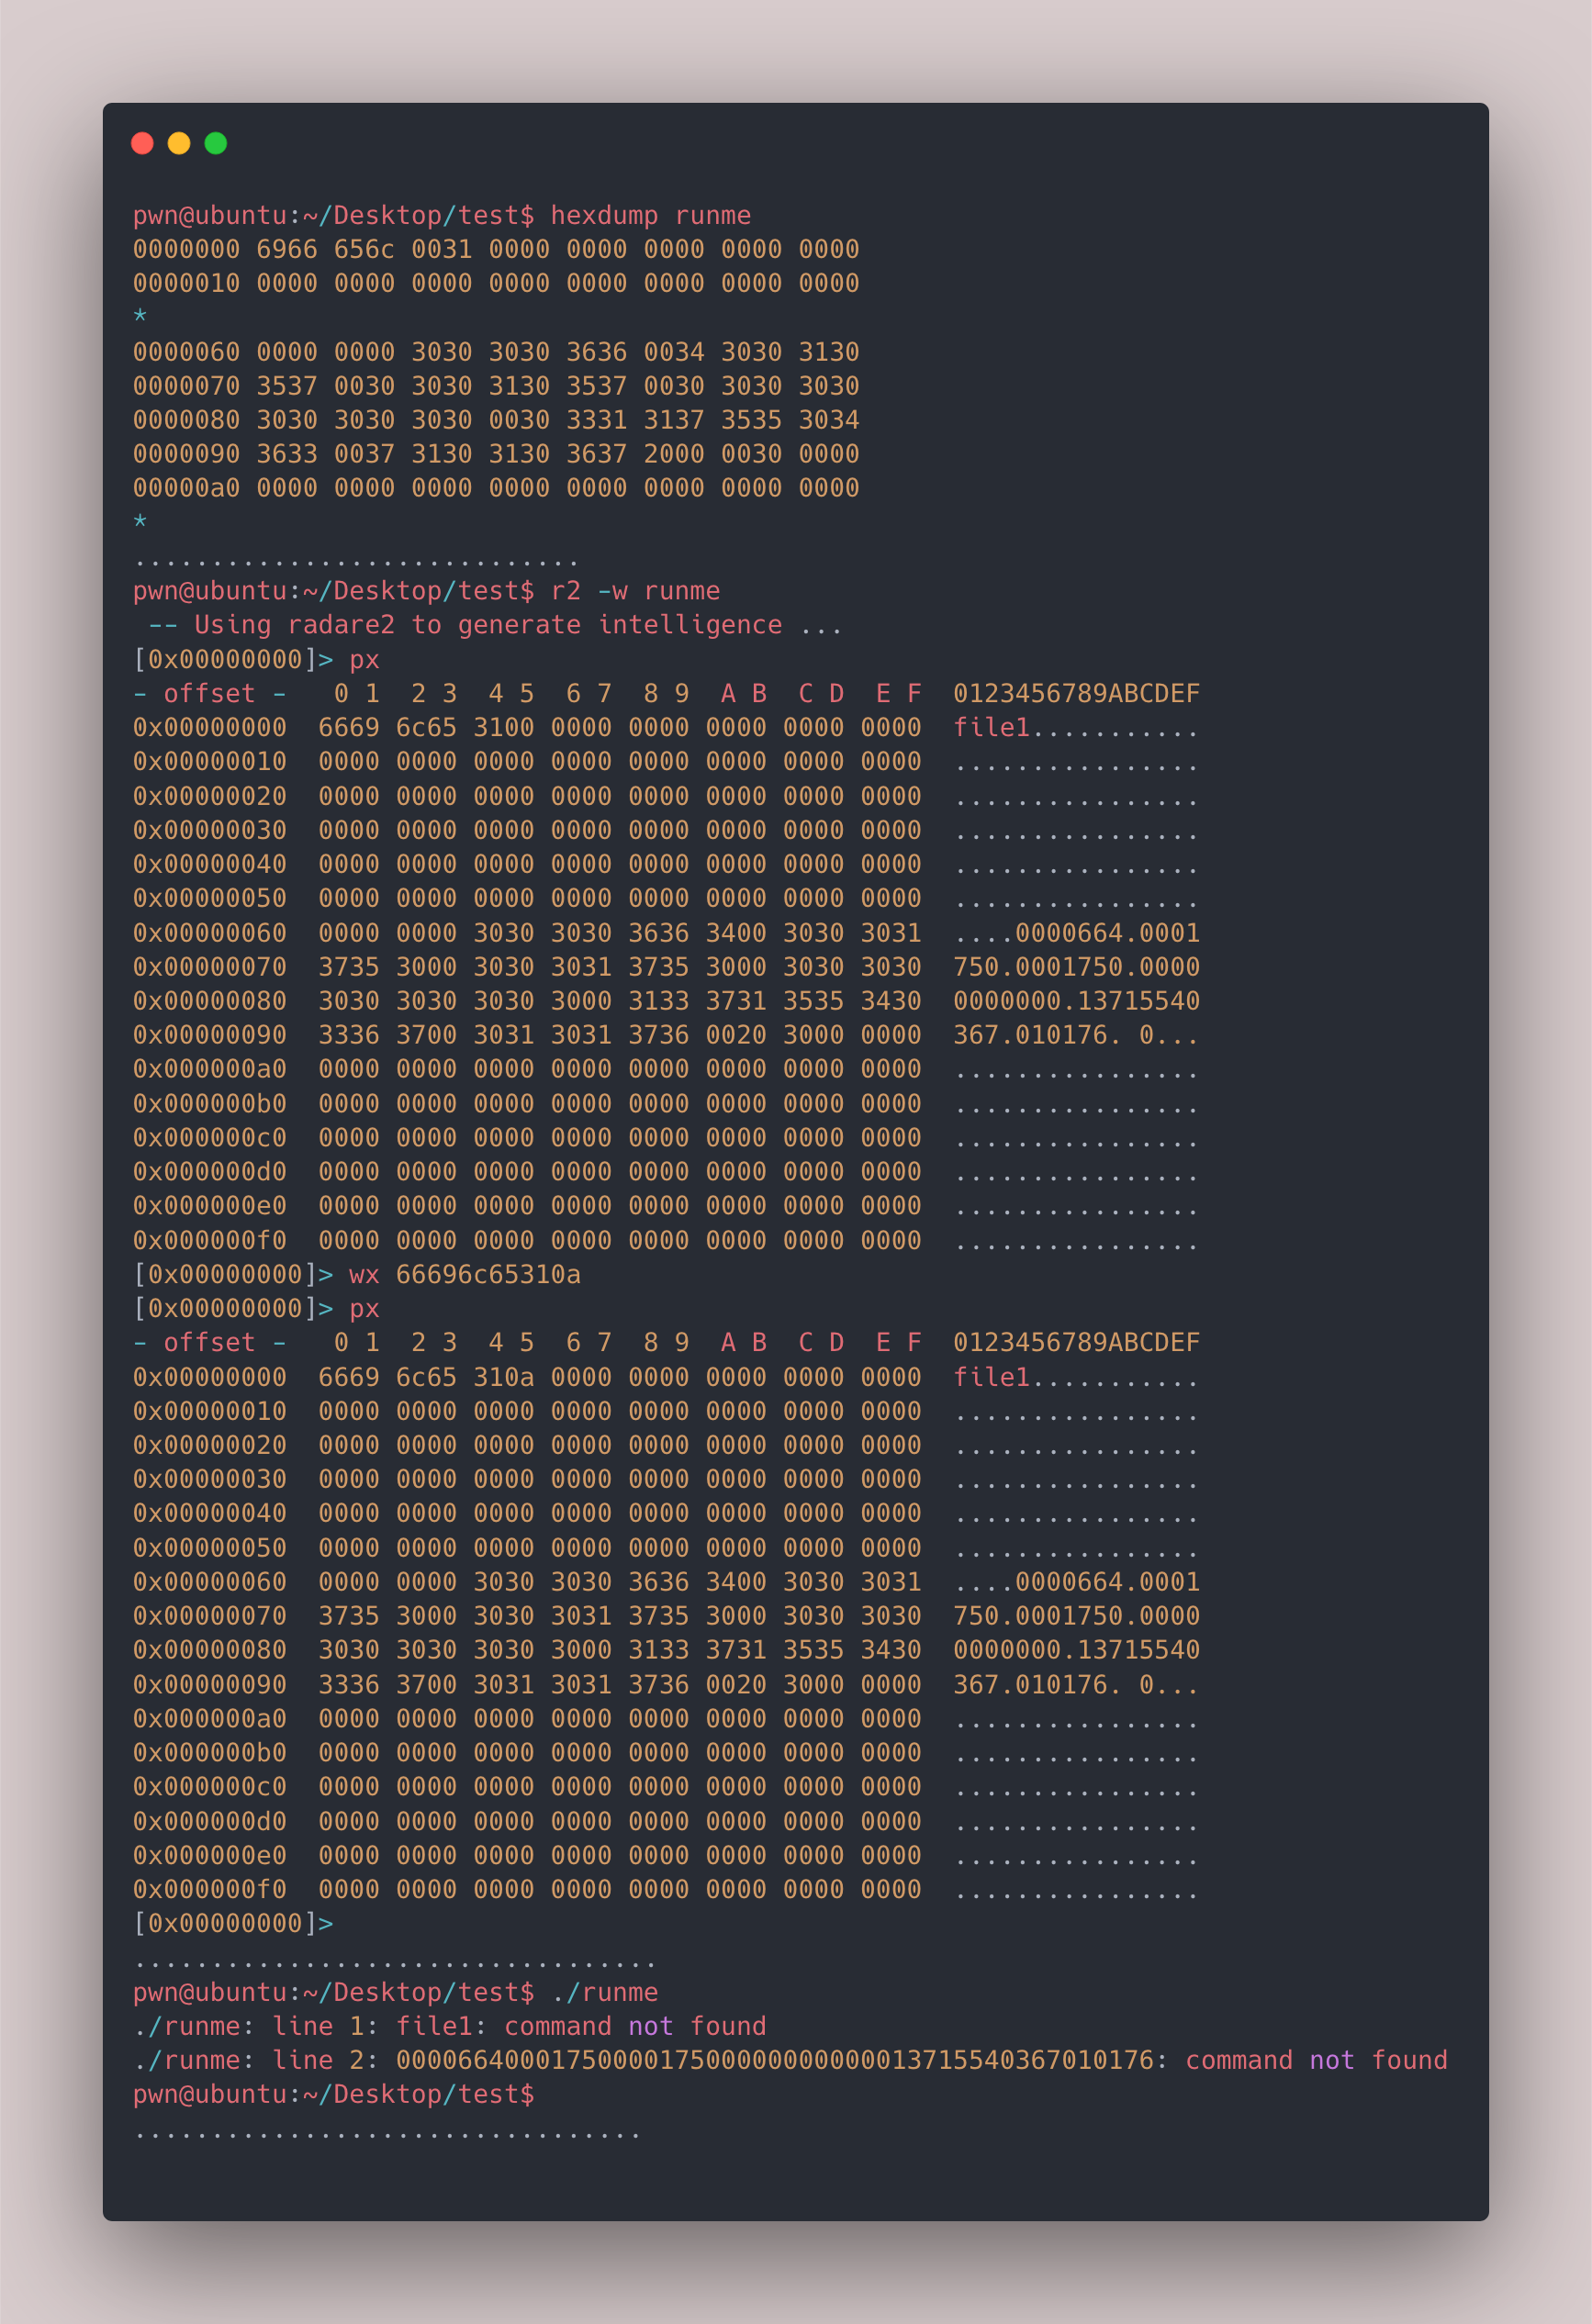 pwn@ubuntu:~/Desktop/test$ hexdump runme
0000000 6966 656c 0031 0000 0000 0000 0000 0000
0000010 0000 0000 0000 0000 0000 0000 0000 0000
*
0000060 0000 0000 3030 3030 3636 0034 3030 3130
0000070 3537 0030 3030 3130 3537 0030 3030 3030
0000080 3030 3030 3030 0030 3331 3137 3535 3034
0000090 3633 0037 3130 3130 3637 2000 0030 0000
00000a0 0000 0000 0000 0000 0000 0000 0000 0000
*
.............................
pwn@ubuntu:~/Desktop/test$ r2 -w runme
 -- Using radare2 to generate intelligence ...
[0x00000000]> px
- offset -   0 1  2 3  4 5  6 7  8 9  A B  C D  E F  0123456789ABCDEF
0x00000000  6669 6c65 3100 0000 0000 0000 0000 0000  file1...........
0x00000010  0000 0000 0000 0000 0000 0000 0000 0000  ................
0x00000020  0000 0000 0000 0000 0000 0000 0000 0000  ................
0x00000030  0000 0000 0000 0000 0000 0000 0000 0000  ................
0x00000040  0000 0000 0000 0000 0000 0000 0000 0000  ................
0x00000050  0000 0000 0000 0000 0000 0000 0000 0000  ................
0x00000060  0000 0000 3030 3030 3636 3400 3030 3031  ....0000664.0001
0x00000070  3735 3000 3030 3031 3735 3000 3030 3030  750.0001750.0000
0x00000080  3030 3030 3030 3000 3133 3731 3535 3430  0000000.13715540
0x00000090  3336 3700 3031 3031 3736 0020 3000 0000  367.010176. 0...
0x000000a0  0000 0000 0000 0000 0000 0000 0000 0000  ................
0x000000b0  0000 0000 0000 0000 0000 0000 0000 0000  ................
0x000000c0  0000 0000 0000 0000 0000 0000 0000 0000  ................
0x000000d0  0000 0000 0000 0000 0000 0000 0000 0000  ................
0x000000e0  0000 0000 0000 0000 0000 0000 0000 0000  ................
0x000000f0  0000 0000 0000 0000 0000 0000 0000 0000  ................
[0x00000000]> wx 66696c65310a
[0x00000000]> px
- offset -   0 1  2 3  4 5  6 7  8 9  A B  C D  E F  0123456789ABCDEF
0x00000000  6669 6c65 310a 0000 0000 0000 0000 0000  file1...........
0x00000010  0000 0000 0000 0000 0000 0000 0000 0000  ................
0x00000020  0000 0000 0000 0000 0000 0000 0000 0000  ................
0x00000030  0000 0000 0000 0000 0000 0000 0000 0000  ................
0x00000040  0000 0000 0000 0000 0000 0000 0000 0000  ................
0x00000050  0000 0000 0000 0000 0000 0000 0000 0000  ................
0x00000060  0000 0000 3030 3030 3636 3400 3030 3031  ....0000664.0001
0x00000070  3735 3000 3030 3031 3735 3000 3030 3030  750.0001750.0000
0x00000080  3030 3030 3030 3000 3133 3731 3535 3430  0000000.13715540
0x00000090  3336 3700 3031 3031 3736 0020 3000 0000  367.010176. 0...
0x000000a0  0000 0000 0000 0000 0000 0000 0000 0000  ................
0x000000b0  0000 0000 0000 0000 0000 0000 0000 0000  ................
0x000000c0  0000 0000 0000 0000 0000 0000 0000 0000  ................
0x000000d0  0000 0000 0000 0000 0000 0000 0000 0000  ................
0x000000e0  0000 0000 0000 0000 0000 0000 0000 0000  ................
0x000000f0  0000 0000 0000 0000 0000 0000 0000 0000  ................
[0x00000000]>
..................................
pwn@ubuntu:~/Desktop/test$ ./runme
./runme: line 1: file1: command not found
./runme: line 2: 0000664000175000017500000000000013715540367010176: command not found
pwn@ubuntu:~/Desktop/test$
.................................